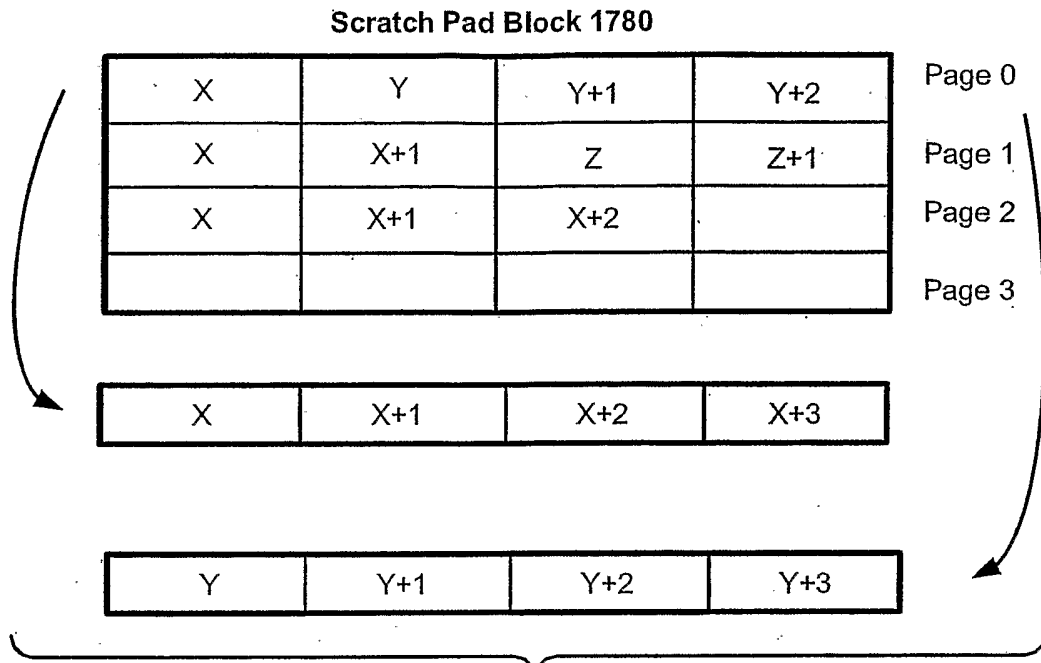 Scratch Pad Block 1780
X Y Y+1 Y+2 Page 0
X X+1 Z Z+1 Page 1
X X+1 X+2 Page 2
Page 3
X X+1 X+2 X+3
Y Y+1 Y+2 Y+3